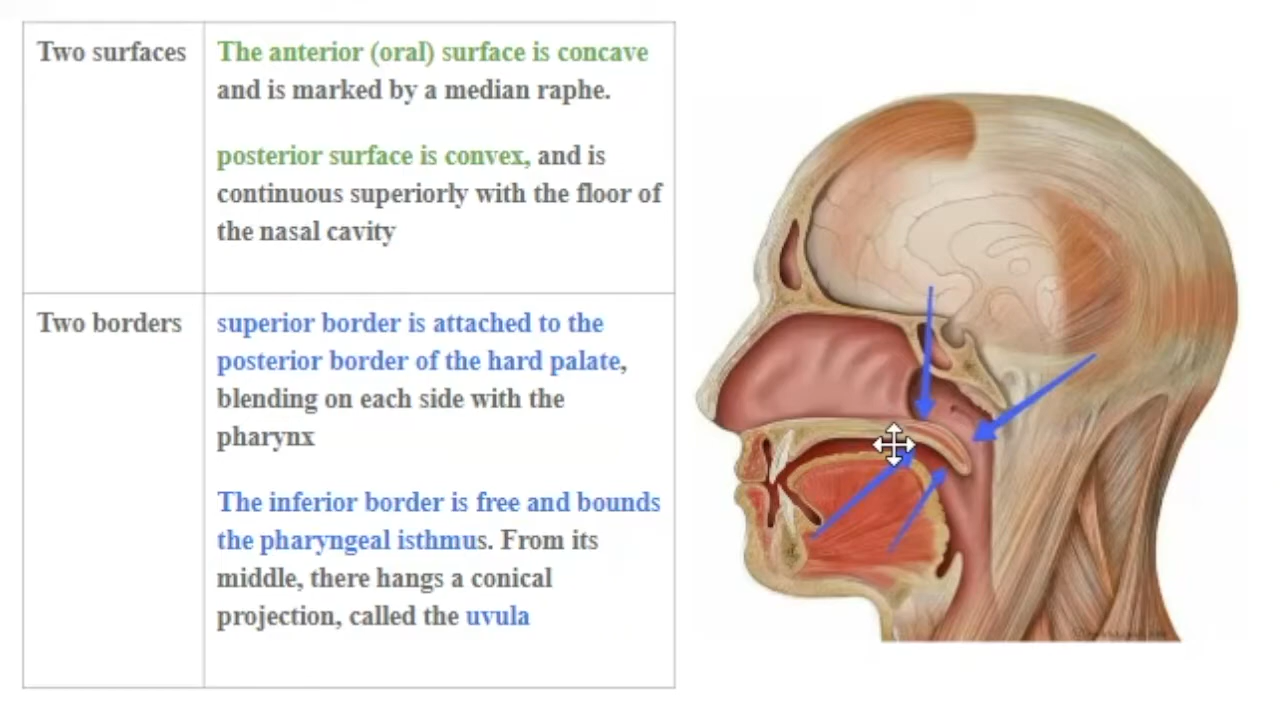 Two surfaces
The anterior (oral) surface is concave
and is marked by a median raphe.
posterior surface is convex, and is
continuous superiorly with the floor of
the nasal cavity
Two borders
superior border is attached to the
posterior border of the hard palate,
blending on each side with the
pharynx
The inferior border is free and bounds
the pharyngeal isthmus. From its
middle, there hangs a conical
projection, called the uvula